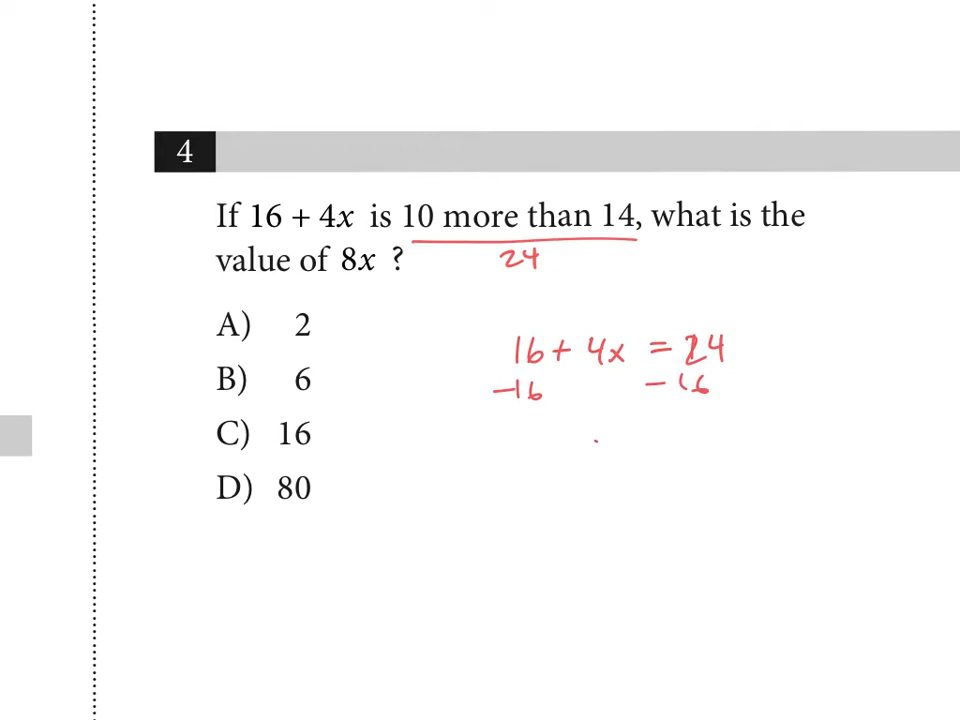 4
If 16 + 4x is 10 more than 14, what is the
value of 8x ?
24
A) 2
16 + 4x = 24
B) 6
-16 -16
C) 16
D) 80